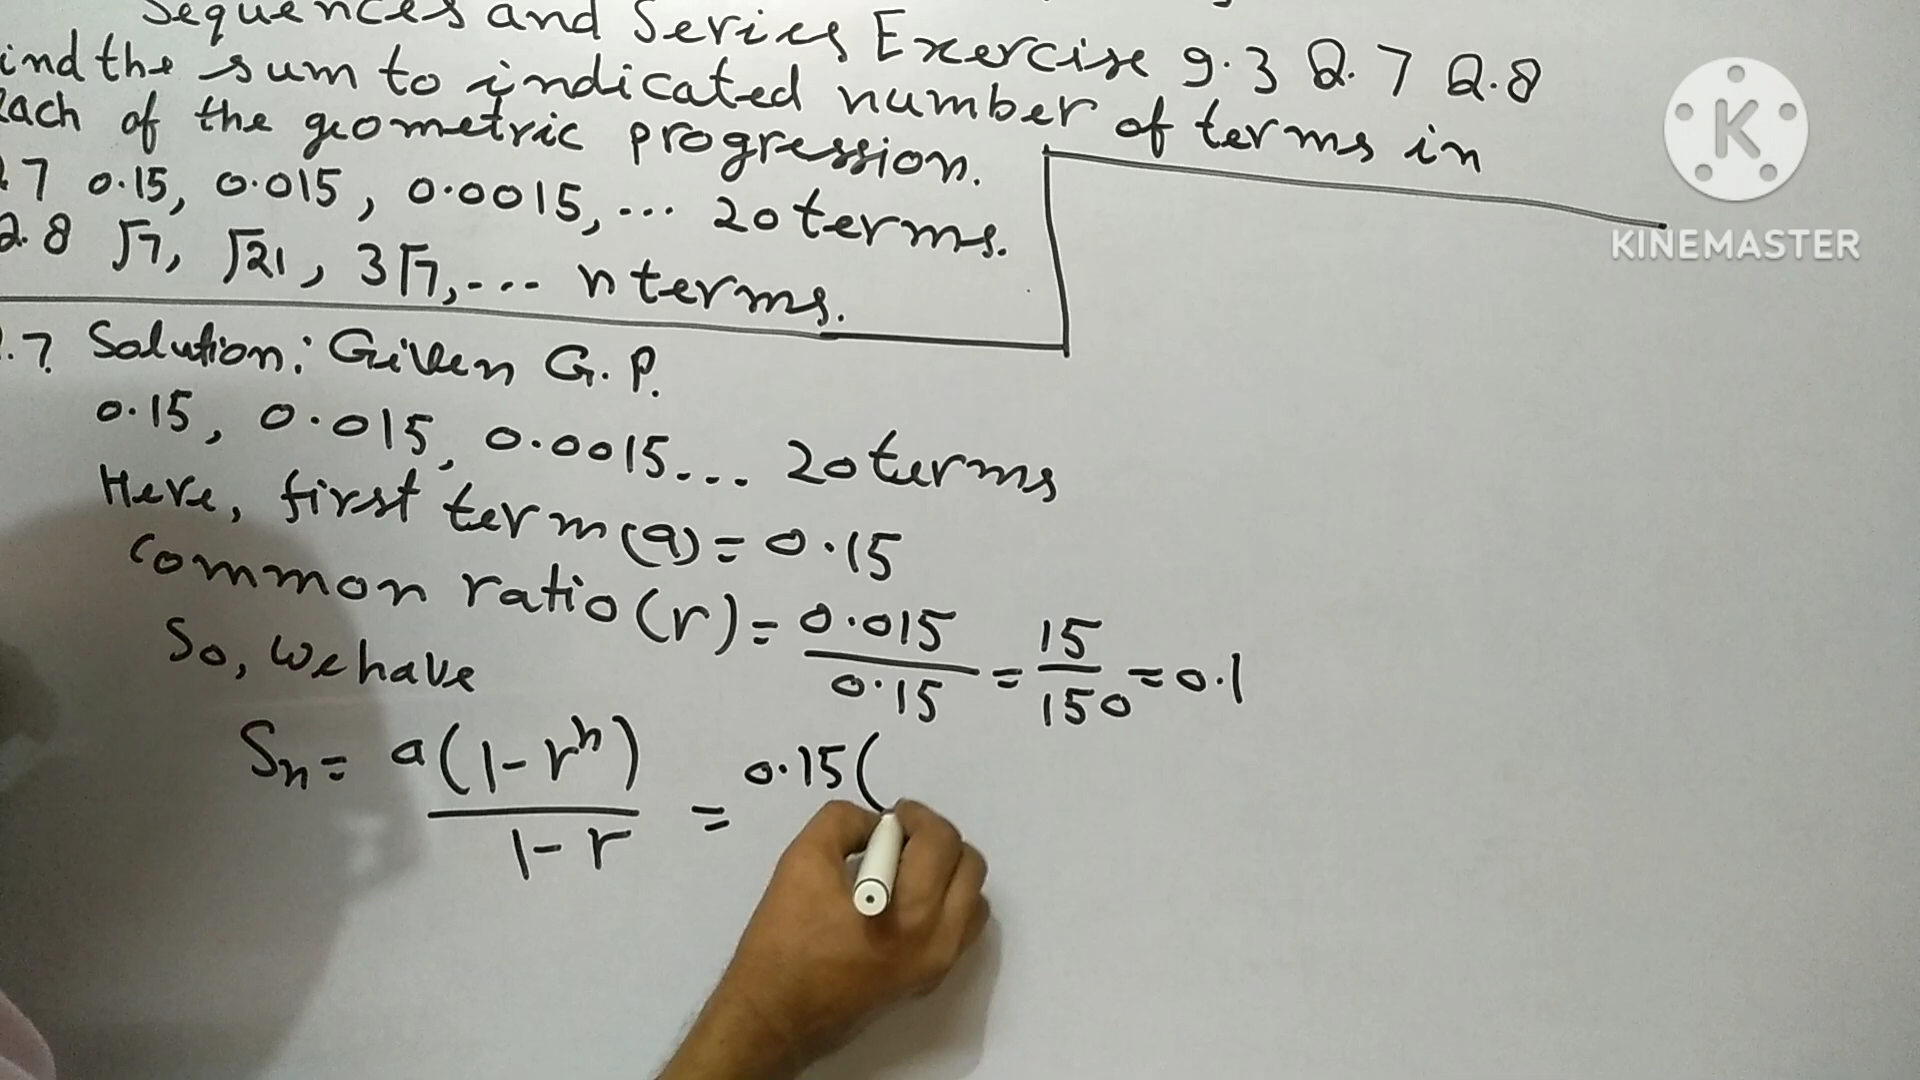 Sequences and Series Exercise 9.3 Q.7 Q.8
ind the sum to indicated number of terms in
each of the geometric progression.
.7 0.15, 0.015, 0.0015,... 20 terms.
Q.8 √7, √21, 3√7,... n terms.
.7. Solution: Given G.P.
0.15, 0.015, 0.0015... 20 terms
Here, first term (a) = 0.15
Common ratio (r) = 0.015/0.15 = 15/150 = 0.1
So, We have
Sn = a(1-rⁿ)/1-r = 0.15(
K
KINEMASTER